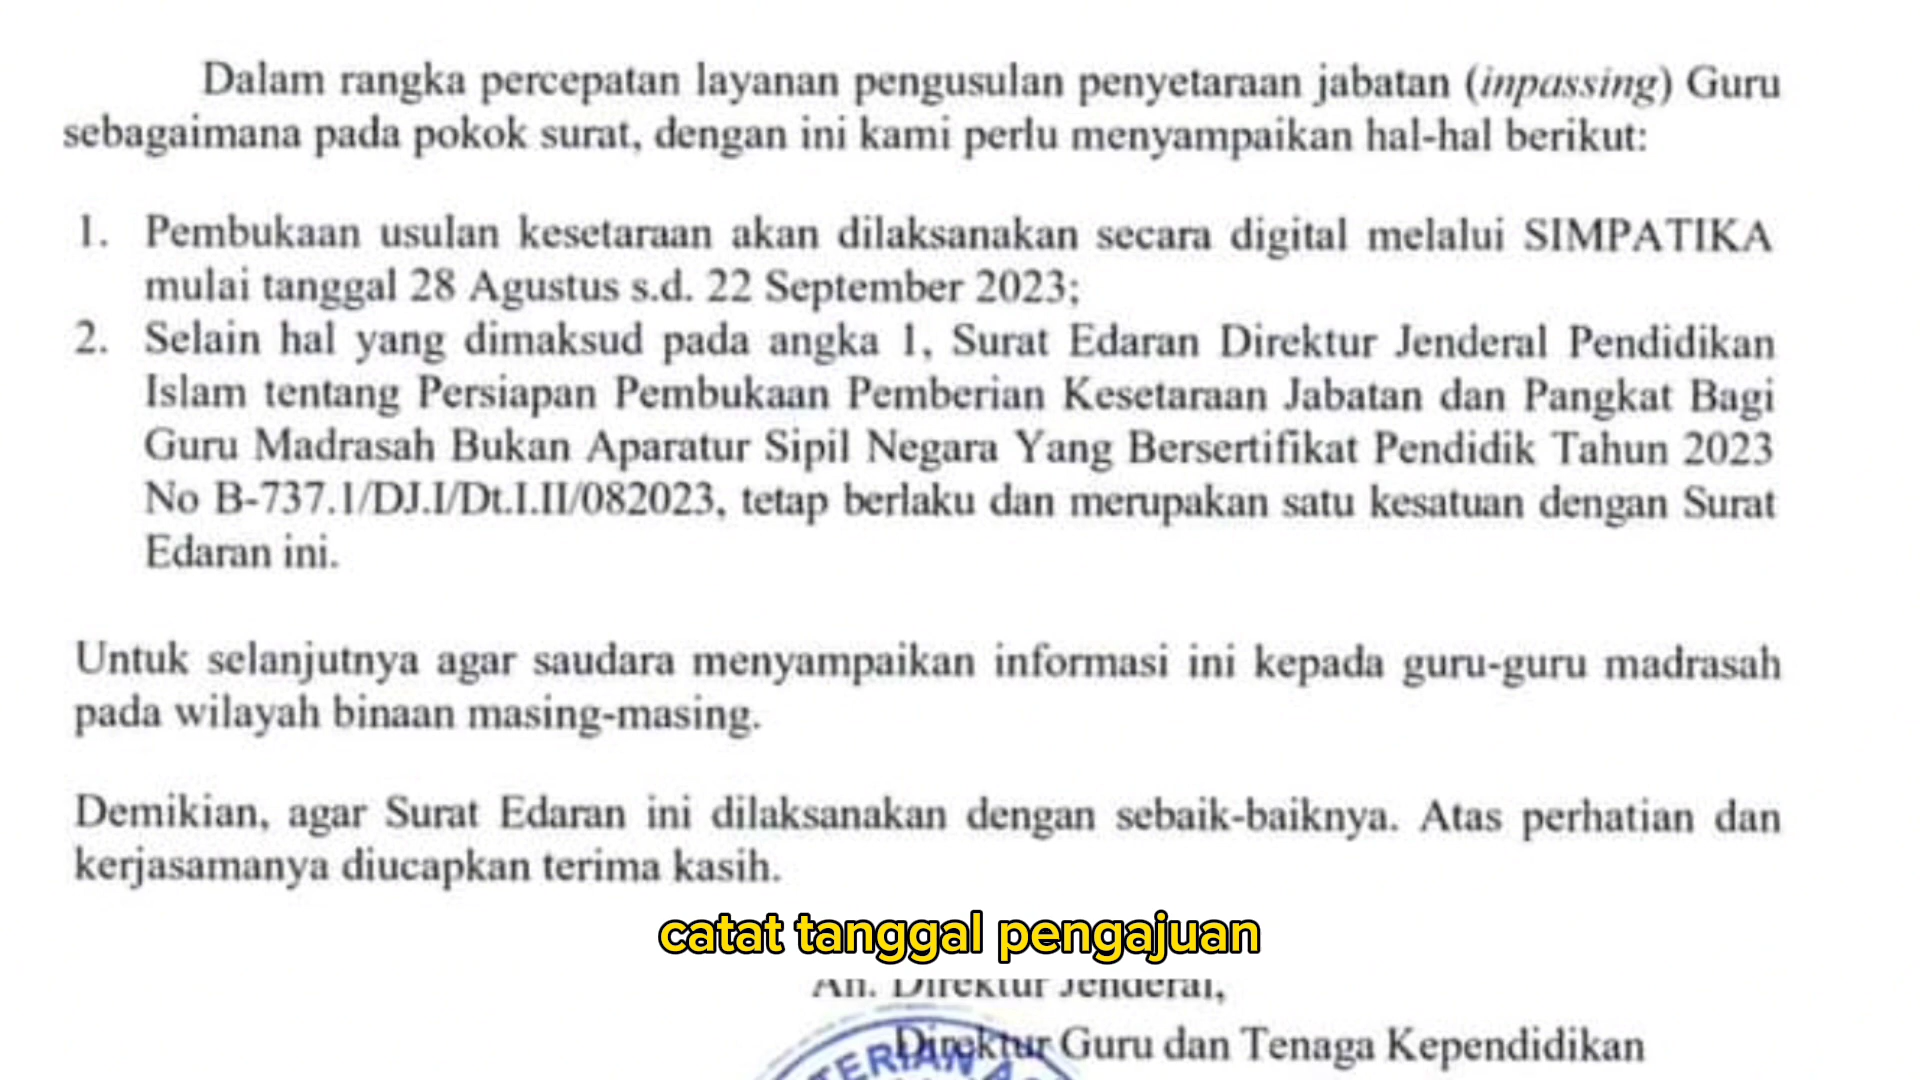 Dalam rangka percepatan layanan pengusulan penyetaraan jabatan (inpassing) Guru
sebagaimana pada pokok surat, dengan ini kami perlu menyampaikan hal-hal berikut:
1. Pembukaan usulan kesetaraan akan dilaksanakan secara digital melalui SIMPATIKA
mulai tanggal 28 Agustus s.d. 22 September 2023;
2. Selain hal yang dimaksud pada angka 1, Surat Edaran Direktur Jenderal Pendidikan
Islam tentang Persiapan Pembukaan Pemberian Kesetaraan Jabatan dan Pangkat Bagi
Guru Madrasah Bukan Aparatur Sipil Negara Yang Bersertifikat Pendidik Tahun 2023
No B-737.1/DJ.I/Dt.I.II/082023, tetap berlaku dan merupakan satu kesatuan dengan Surat
Edaran ini.
Untuk selanjutnya agar saudara menyampaikan informasi ini kepada guru-guru madrasah
pada wilayah binaan masing-masing.
Demikian, agar Surat Edaran ini dilaksanakan dengan sebaik-baiknya. Atas perhatian dan
kerjasamanya diucapkan terima kasih.
catat tanggal pengajuan
An. Direktur Jenderal,
Direktur Guru dan Tenaga Kependidikan